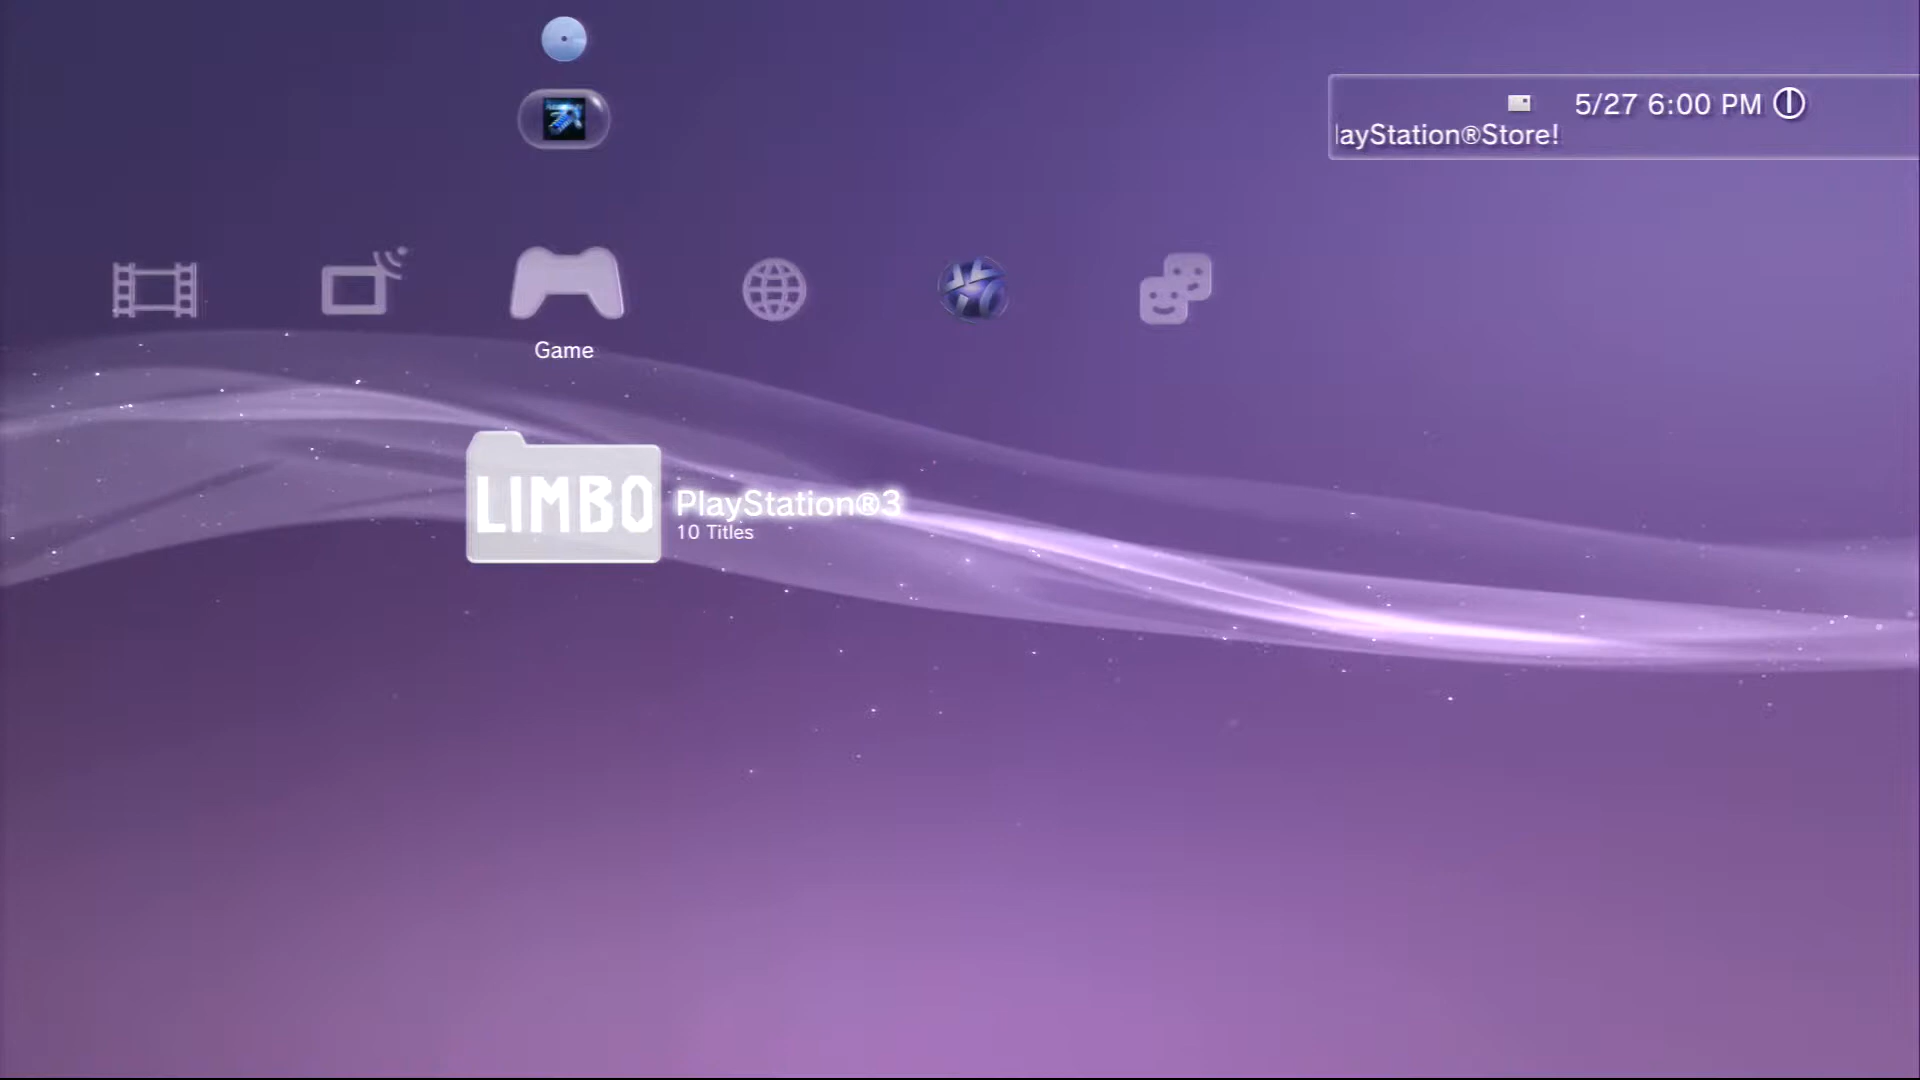 5/27 6:00 PM
layStation®Store!
Game
LIMBO
PlayStation®3
10 Titles